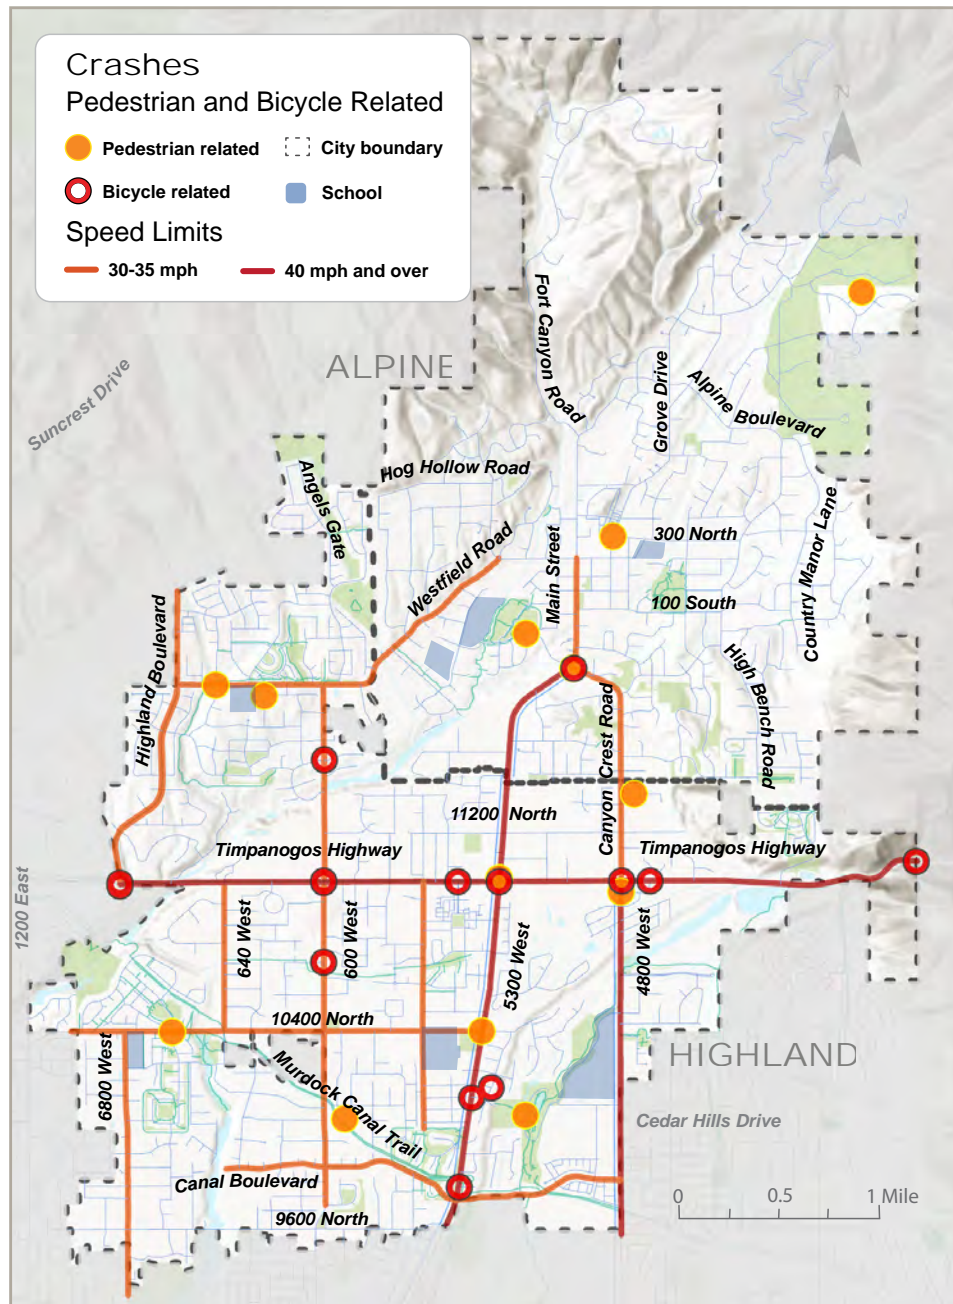 Crashes
Pedestrian and Bicycle Related
Pedestrian related
City boundary
Bicycle related
School
Speed Limits
30-35 mph
40 mph and over
N
Fort Canyon Road
ALPINE
Suncrest Drive
Grove Drive
Alpine Boulevard
Hog Hollow Road
Angels Gate
Country Manor Lane
300 North
Westfield Road
Main Street
100 South
Highland Boulevard
High Bench Road
Canyon Crest Road
11200 North
Timpanogos Highway
Timpanogos Highway
1200 East
640 West
600 West
5300 West
4800 West
10400 North
HIGHLAND
6800 West
Murdock Canal Trail
Cedar Hills Drive
Canal Boulevard
9600 North
0 0.5 1 Mile